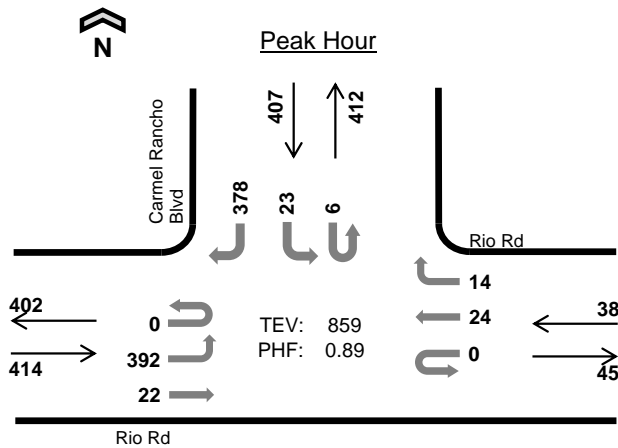 Peak Hour
N
407
412
Carmel Rancho
Blvd
378
23
6
Rio Rd
402
0
TEV: 859
14
24
38
414
392
PHF: 0.89
0
45
22
Rio Rd